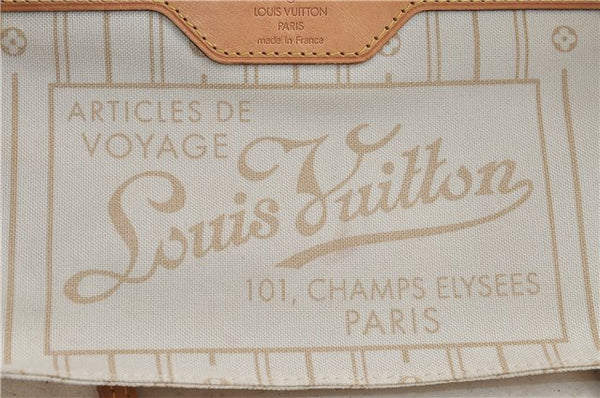 LOUIS VUITTON
PARIS
made in France
ARTICLES DE
VOYAGE
Louis Vuitton
101, CHAMPS ELYSEES
PARIS